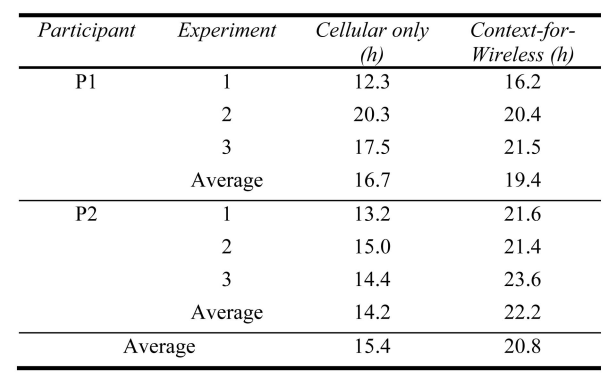 Participant Experiment Cellular only (h) Context-for-Wireless (h)
P1 1 12.3 16.2
2 20.3 20.4
3 17.5 21.5
Average 16.7 19.4
P2 1 13.2 21.6
2 15.0 21.4
3 14.4 23.6
Average 14.2 22.2
Average 15.4 20.8